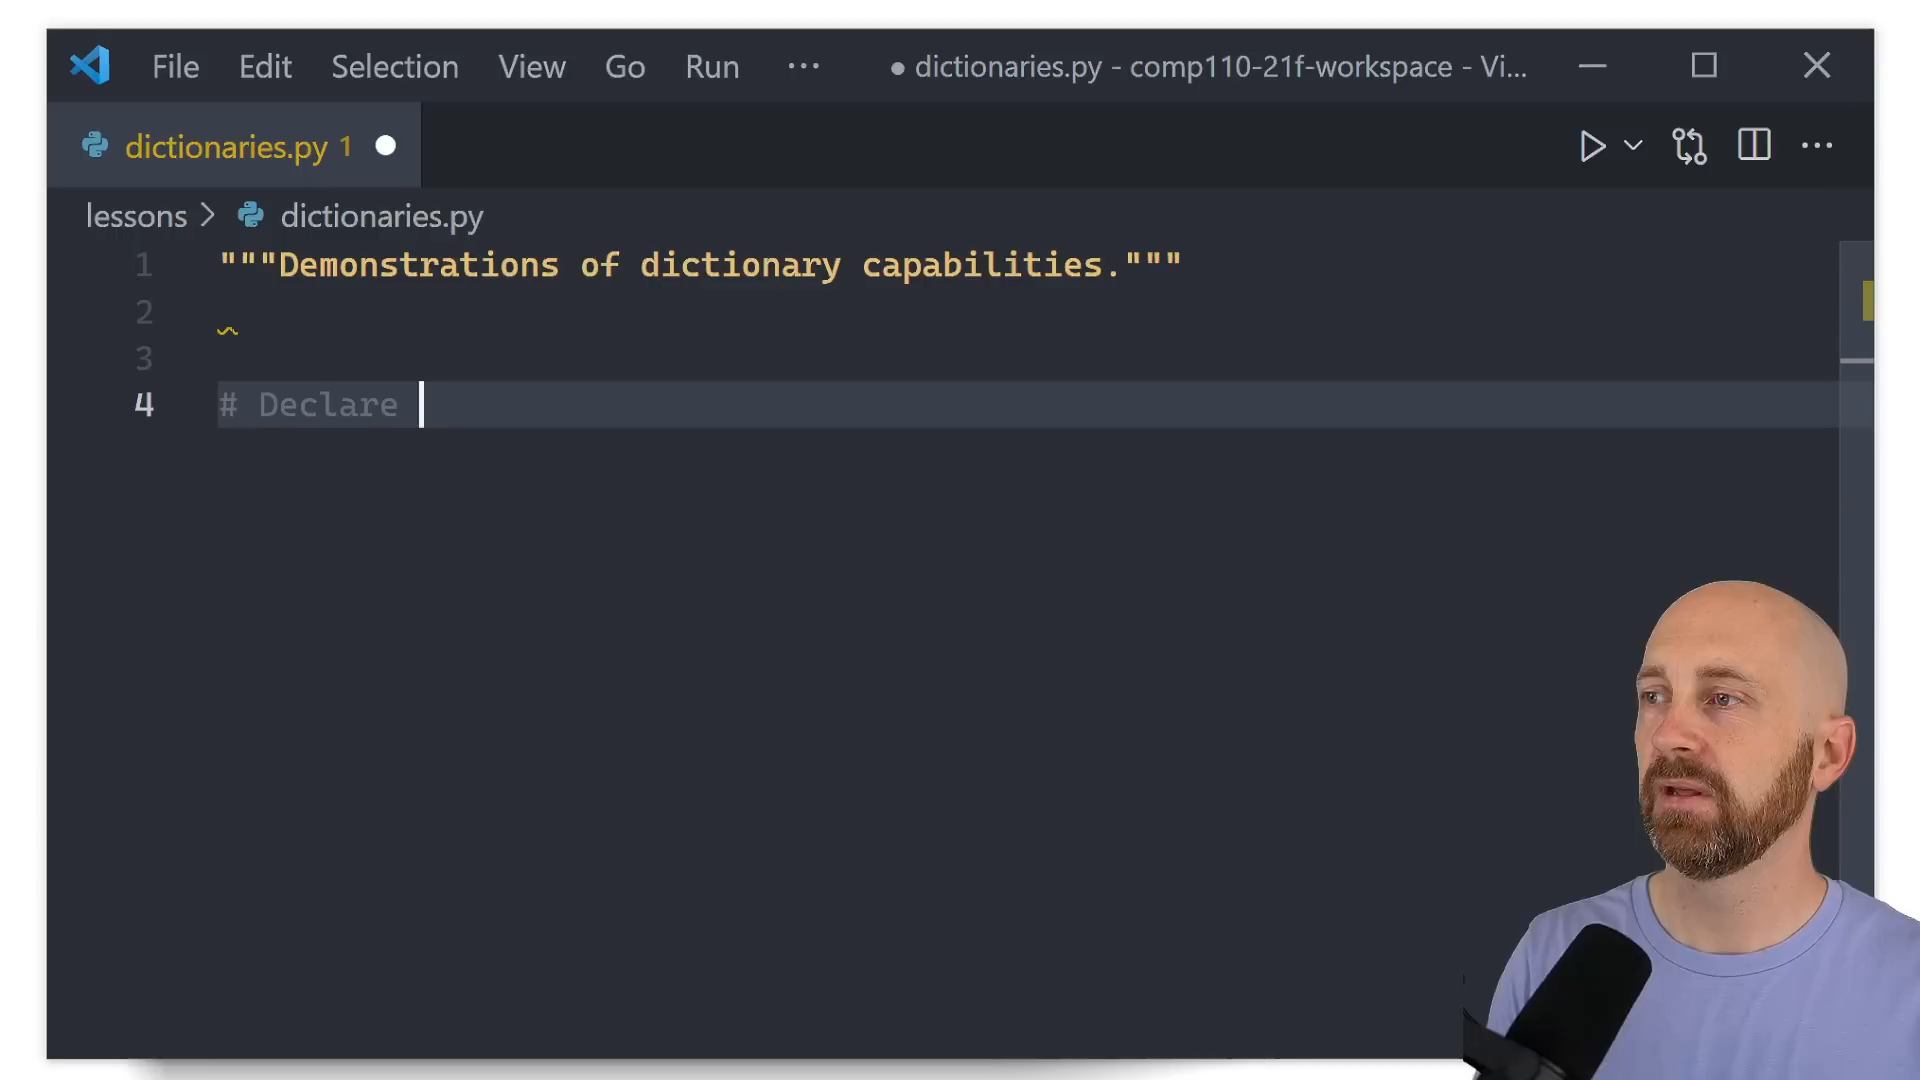 File Edit Selection View Go Run ··· ● dictionaries.py - comp110-21f-workspace - Vi...
dictionaries.py 1
lessons > dictionaries.py
1 """Demonstrations of dictionary capabilities."""
2
3
4 # Declare